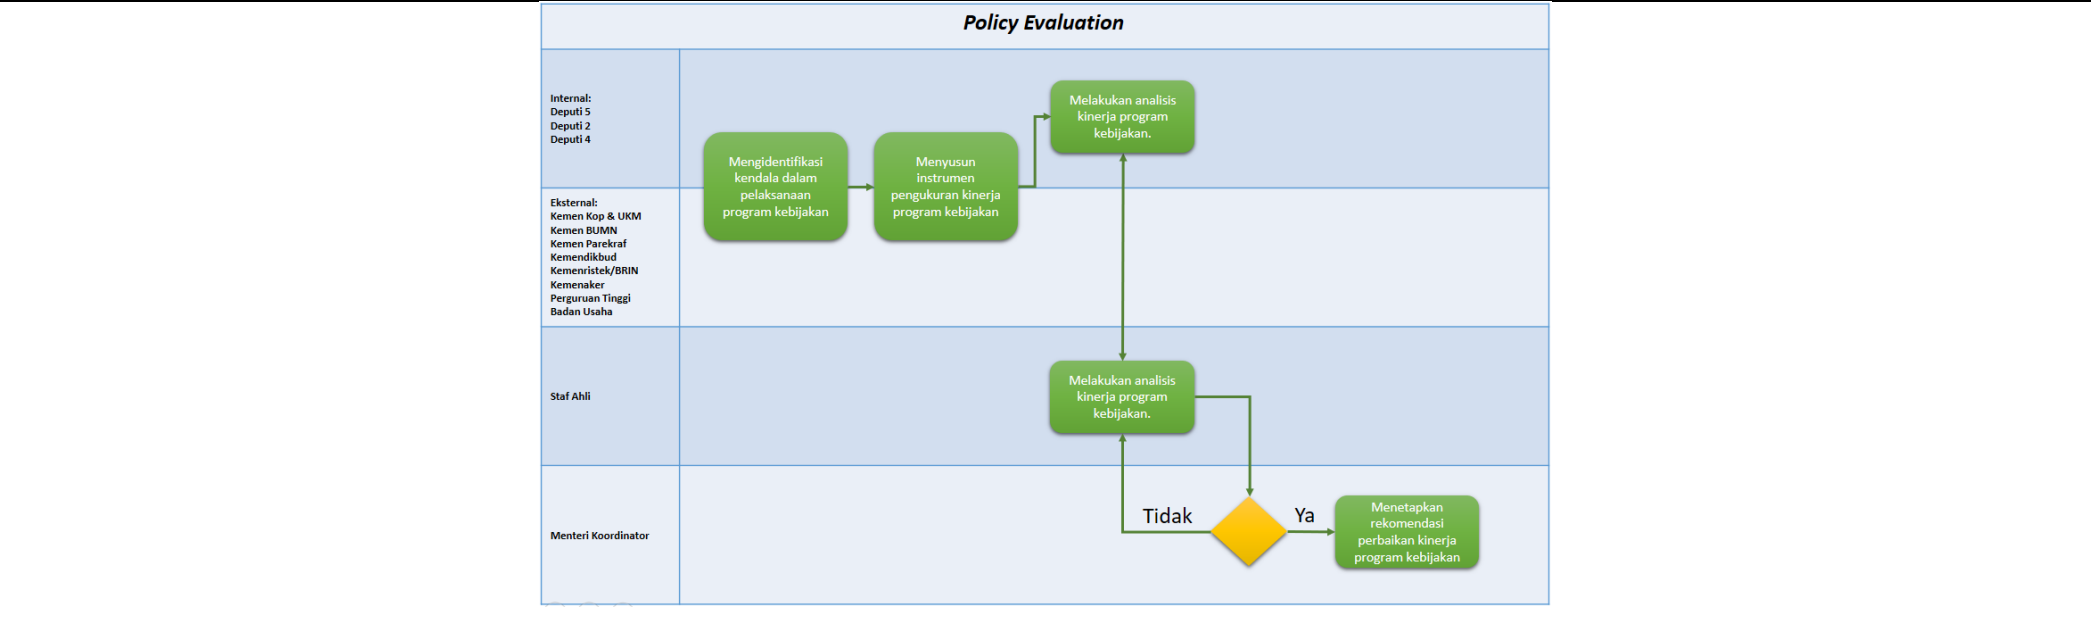 Policy Evaluation
Internal:
Deputi 5
Deputi 2
Deputi 4
Melakukan analisis
kinerja program
kebijakan.
Mengidentifikasi
kendala dalam
pelaksanaan
program kebijakan
Menyusun
instrumen
pengukuran kinerja
program kebijakan
Eksternal:
Kemen Kop & UKM
Kemen BUMN
Kemen Parekraf
Kemendikbud
Kemenristek/BRIN
Kemenaker
Perguruan Tinggi
Badan Usaha
Staf Ahli
Melakukan analisis
kinerja program
kebijakan.
Menteri Koordinator
Tidak
Ya
Menetapkan
rekomendasi
perbaikan kinerja
program kebijakan